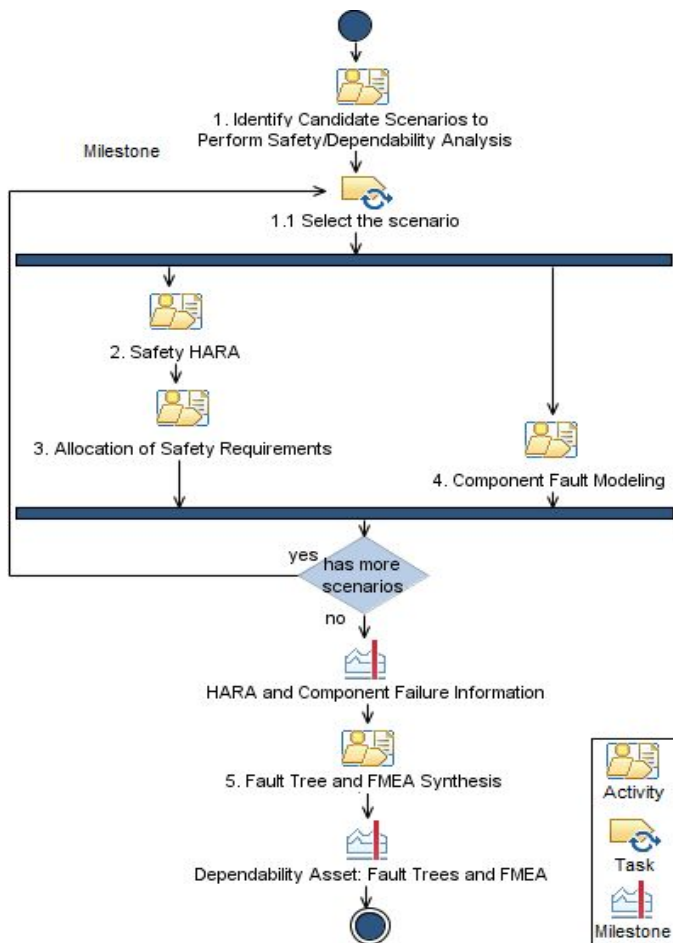 1. Identify Candidate Scenarios to
Perform Safety/Dependability Analysis
Milestone
1.1 Select the scenario
2. Safety HARA
3. Allocation of Safety Requirements
4. Component Fault Modeling
yes
has more
scenarios
no
HARA and Component Failure Information
5. Fault Tree and FMEA Synthesis
Dependability Asset: Fault Trees and FMEA
Activity
Task
Milestone